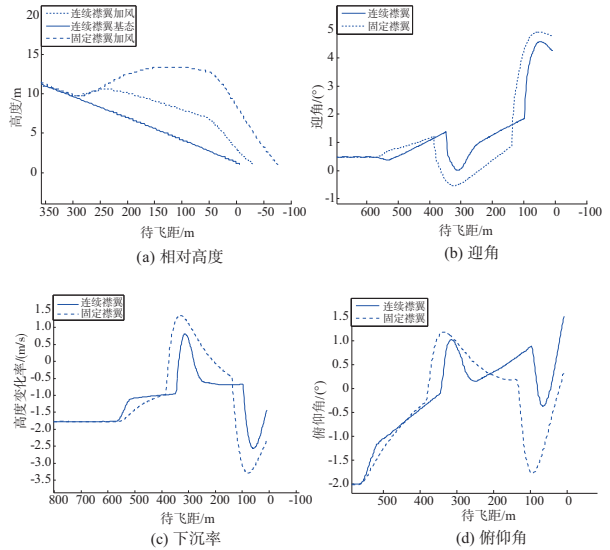 连续襟翼加风
连续襟翼基态
固定襟翼加风
20
15
10
5
0
高度/m
350 300 250 200 150 100 50 0 -50 -100
待飞距/m
(a) 相对高度
连续襟翼
固定襟翼
5
4
3
2
1
0
-1
迎角/(°)
600 500 400 300 200 100 0 -100
待飞距/m
(b) 迎角
连续襟翼
固定襟翼
1.5
1.0
0.5
0.0
-0.5
-1.0
-1.5
-2.0
-2.5
-3.0
-3.5
高度变化率/(m/s)
800 700 600 500 400 300 200 100 0 -100
待飞距/m
(c) 下沉率
连续襟翼
固定襟翼
1.5
1.0
0.5
0
-0.5
-1.0
-1.5
-2.0
俯仰角/(°)
500 400 300 200 100 0 -100
待飞距/m
(d) 俯仰角